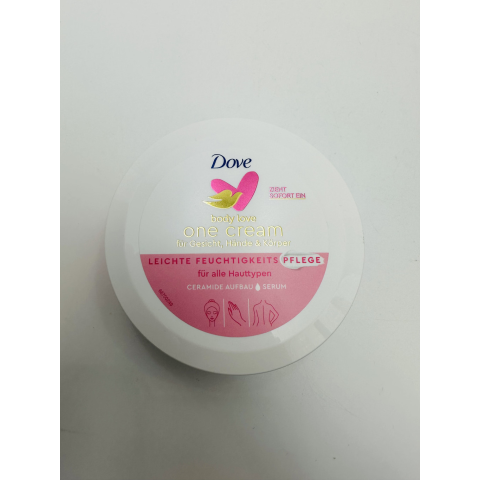 Dove
ZIEHT
SOFORT EIN
body love
one cream
für Gesicht, Hände & Körper
LEICHTE FEUCHTIGKEITS PFLEGE
für alle Hauttypen
CERAMIDE AUFBAU SERUM